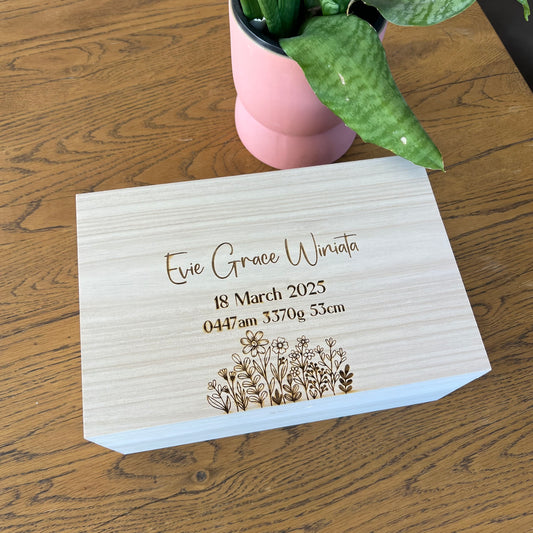 Evie Grace Winiata
18 March 2025
0447am 3370g 53cm